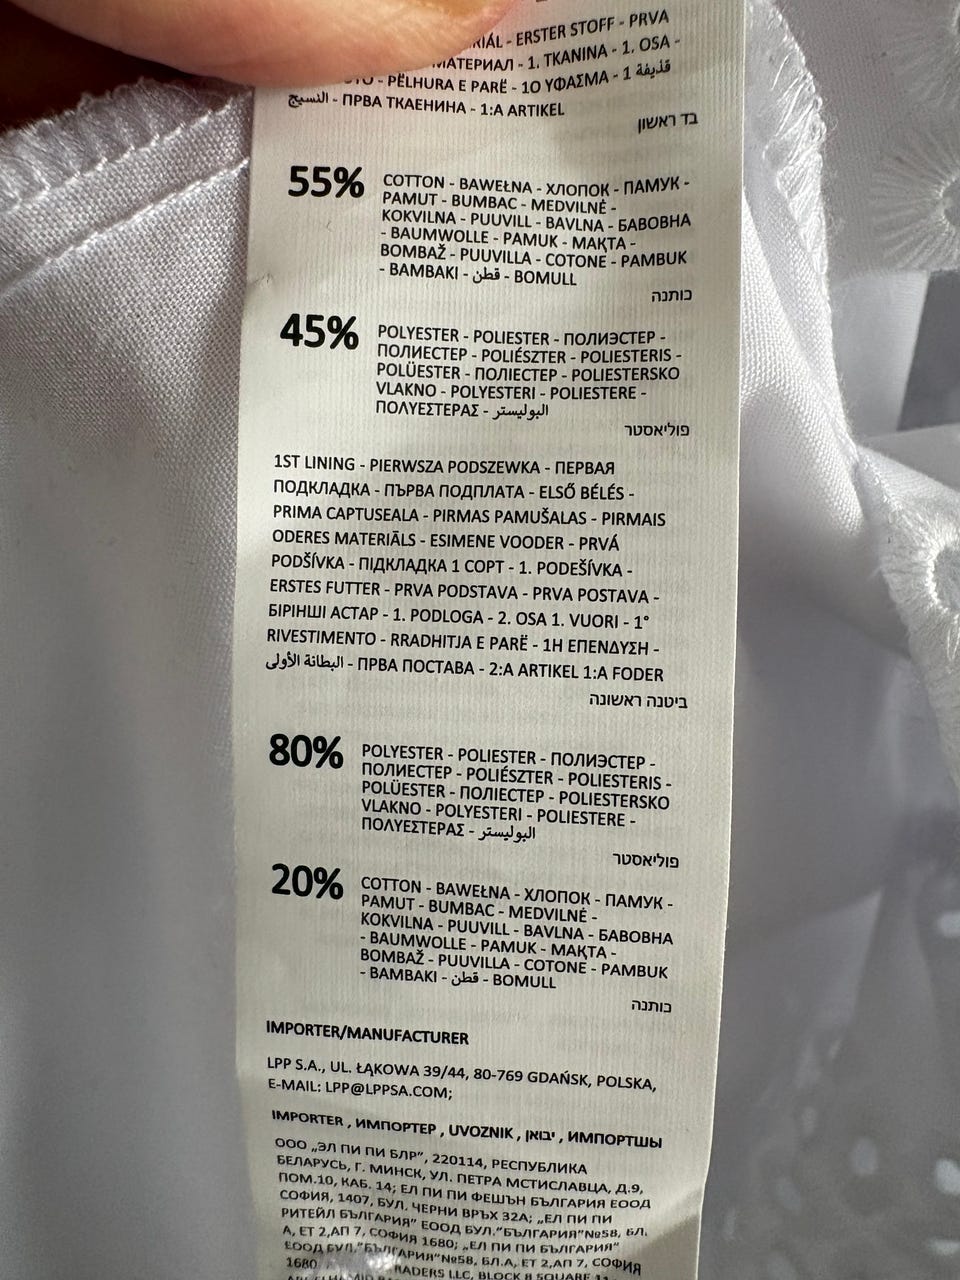 ERSTER STOFF - PRVA
МАТЕРИАЛ - 1. TKANINA - 1. OSA -
- PËLHURA E PARË - 1Ο ΥΦΑΣΜΑ - 1 قذيفة
النسيج - ПРВА ТКАЕНИНА - 1:A ARTIKEL
בד ראשון
55% COTTON - BAWEŁNA - ХЛОПОК - ПАМУК -
PAMUT - BUMBAC - MEDVILNĖ -
KOKVILNA - PUUVILL - BAVLNA - БАВОВНА
- BAUMWOLLE - PAMUK - МАҚТА -
BOMBAŽ - PUUVILLA - COTONE - PAMBUK
- BAMBAKI - قطن - BOMULL
כותנה
45% POLYESTER - POLIESTER - ПОЛИЭСТЕР -
ПОЛИЕСТЕР - POLIÉSZTER - POLIESTERIS -
POLÜESTER - ПОЛІЕСТЕР - POLIESTERSKO
VLAKNO - POLYESTERI - POLIESTERE -
ΠΟΛΥΕΣΤΕΡΑΣ - البوليستر
פוליאסטר
1ST LINING - PIERWSZA PODSZEWKA - ПЕРВАЯ
ПОДКЛАДКА - ПЪРВА ПОДПЛАТА - ELSŐ BÉLÉS -
PRIMA CAPTUSEALA - PIRMAS PAMUŠALAS - PIRMAIS
ODERES MATERIĀLS - ESIMENE VOODER - PRVÁ
PODŠÍVKA - ПІДКЛАДКА 1 СОРТ - 1. PODEŠÍVKA -
ERSTES FUTTER - PRVA PODSTAVA - PRVA POSTAVA -
БІРІНШІ АСТАР - 1. PODLOGA - 2. OSA 1. VUORI - 1°
RIVESTIMENTO - RRADHITJA E PARË - 1Η ΕΠΕΝΔΥΣΗ -
البطانة الأولى - ПРВА ПОСТАВА - 2:A ARTIKEL 1:A FODER
ביטנה ראשונה
80% POLYESTER - POLIESTER - ПОЛИЭСТЕР -
ПОЛИЕСТЕР - POLIÉSZTER - POLIESTERIS -
POLÜESTER - ПОЛІЕСТЕР - POLIESTERSKO
VLAKNO - POLYESTERI - POLIESTERE -
ΠΟΛΥΕΣΤΕΡΑΣ - البوليستر
פוליאסטר
20% COTTON - BAWEŁNA - ХЛОПОК - ПАМУК -
PAMUT - BUMBAC - MEDVILNĖ -
KOKVILNA - PUUVILL - BAVLNA - БАВОВНА
- BAUMWOLLE - PAMUK - МАҚТА -
BOMBAŽ - PUUVILLA - COTONE - PAMBUK
- BAMBAKI - قطن - BOMULL
כותנה
IMPORTER/MANUFACTURER
LPP S.A., UL. ŁĄKOWA 39/44, 80-769 GDAŃSK, POLSKA,
E-MAIL: LPP@LPPSA.COM;
IMPORTER , ИМПОРТЕР , UVOZNIK , יבואן , ИМПОРТШЫ
ООО „ЭЛ ПИ ПИ БЛР", 220114, РЕСПУБЛИКА
БЕЛАРУСЬ, Г. МИНСК, УЛ. ПЕТРА МСТИСЛАВЦА, Д.9,
ПОМ.10, КАБ. 14; ЕЛ ПИ ПИ ФЕШЪН БЪЛГАРИЯ ЕООД
СОФИЯ, 1407, БУЛ. ЧЕРНИ ВРЪХ 32А; „ЕЛ ПИ ПИ
РИТЕЙЛ БЪЛГАРИЯ" ЕООД БУЛ."БЪЛГАРИЯ"№58, БЛ.
А, ЕТ 2,АП 7, СОФИЯ 1680; „ЕЛ ПИ ПИ БЪЛГАРИЯ"
ЕООД БУЛ."БЪЛГАРИЯ"№58, БЛ.А, ЕТ 2,АП 7, СОФИЯ
1680 TRADERS LLC, BLOCK 8 SQUARE 11